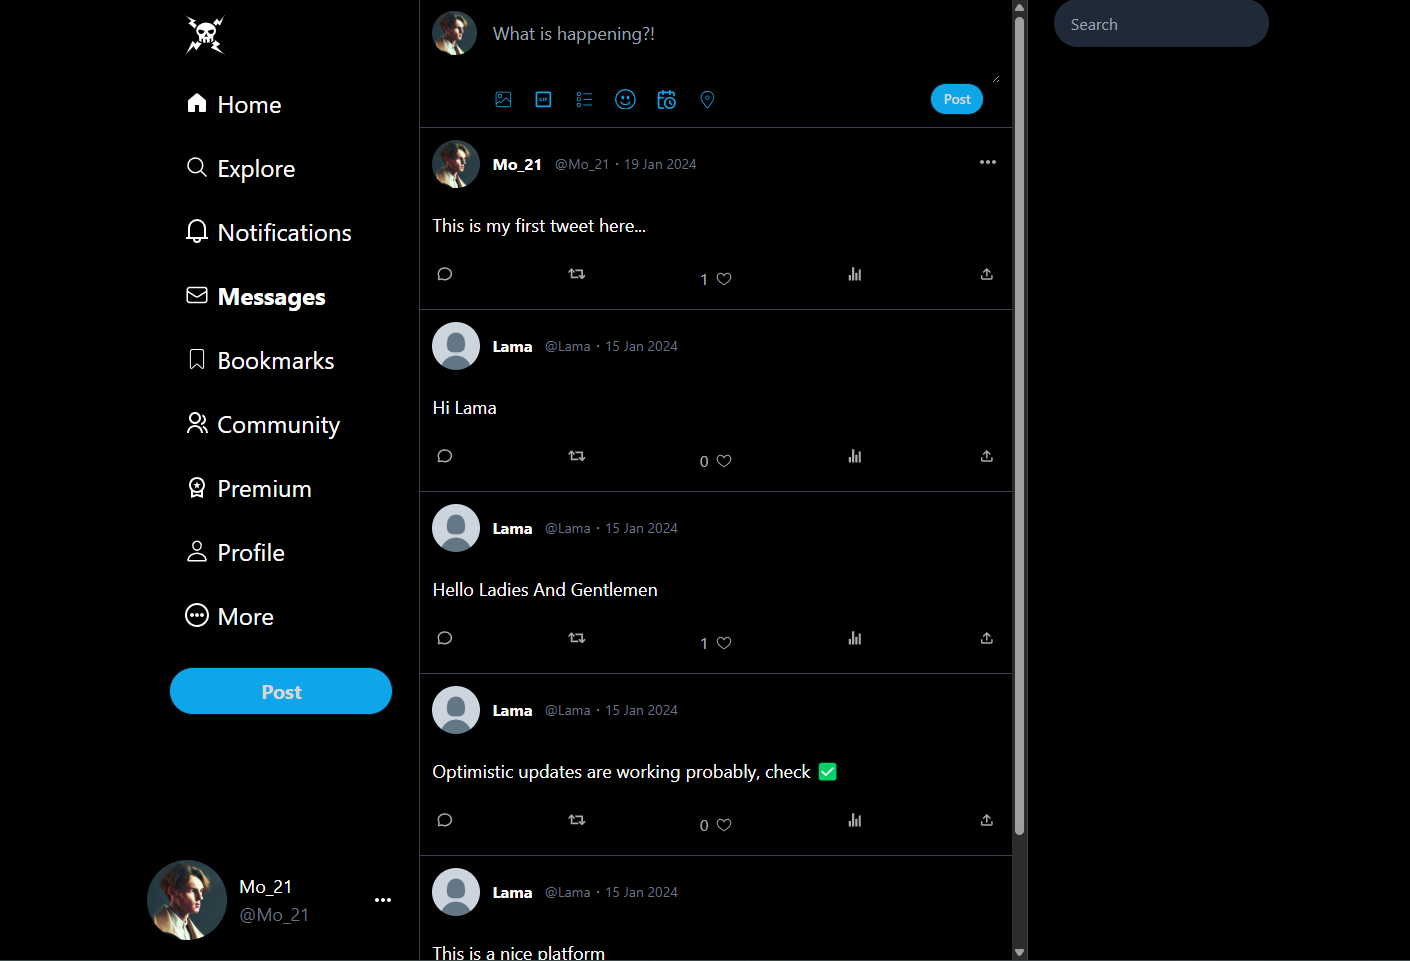 Home
Explore
Notifications
Messages
Bookmarks
Community
Premium
Profile
More
Post
Mo_21
@Mo_21
What is happening?!
GIF
Post
Mo_21 @Mo_21 · 19 Jan 2024
This is my first tweet here...
1
Lama @Lama · 15 Jan 2024
Hi Lama
0
Lama @Lama · 15 Jan 2024
Hello Ladies And Gentlemen
1
Lama @Lama · 15 Jan 2024
Optimistic updates are working probably, check ✅
0
Lama @Lama · 15 Jan 2024
This is a nice platform
Search